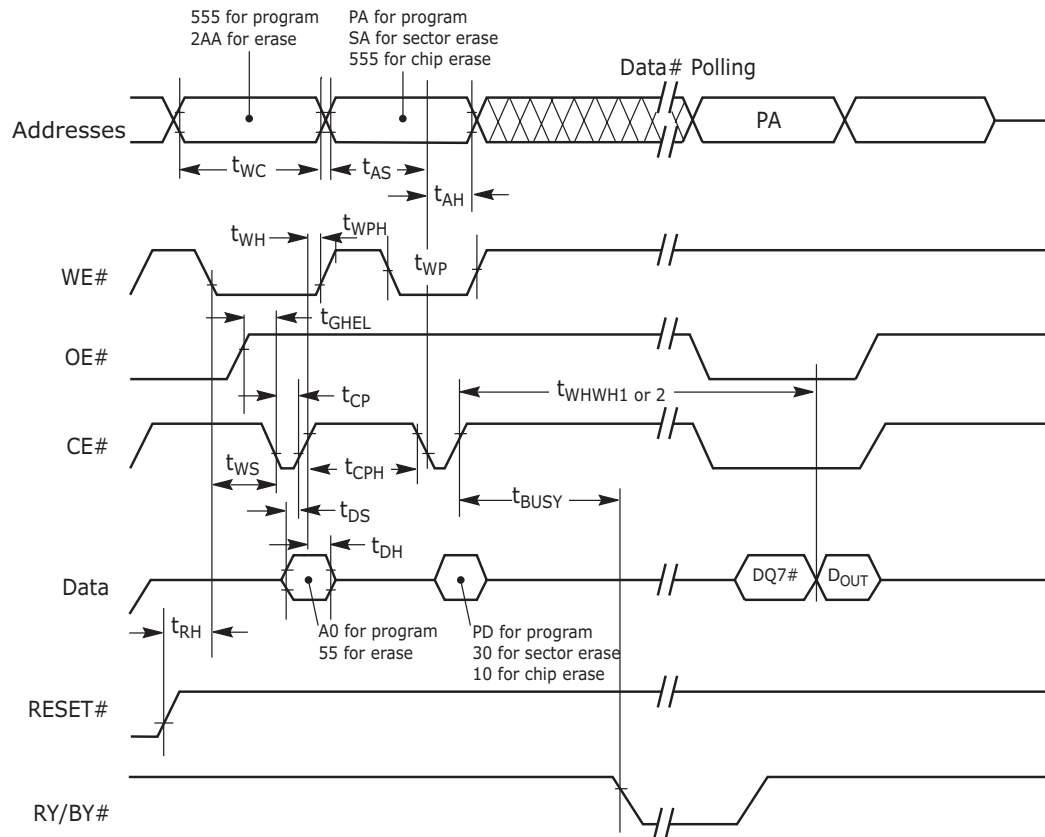 555 for program
2AA for erase
PA for program
SA for sector erase
555 for chip erase
Data# Polling
Addresses
PA
tWC
tAS
tAH
tWH
tWPH
WE#
tWP
tGHEL
OE#
tCP
tWHWH1 or 2
CE#
tWS
tCPH
tBUSY
tDS
tDH
Data
DQ7#
DOUT
tRH
A0 for program
55 for erase
PD for program
30 for sector erase
10 for chip erase
RESET#
RY/BY#